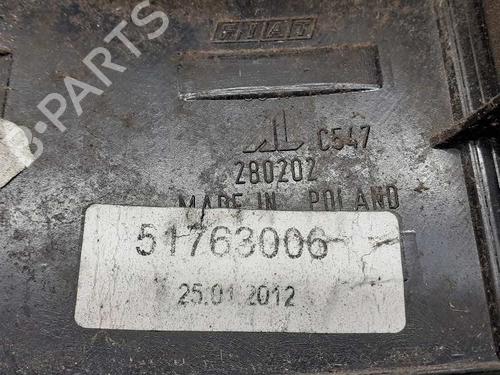 FIAT
C547
280202
MADE IN POLAND
51763006
25.01.2012
B-PARTS